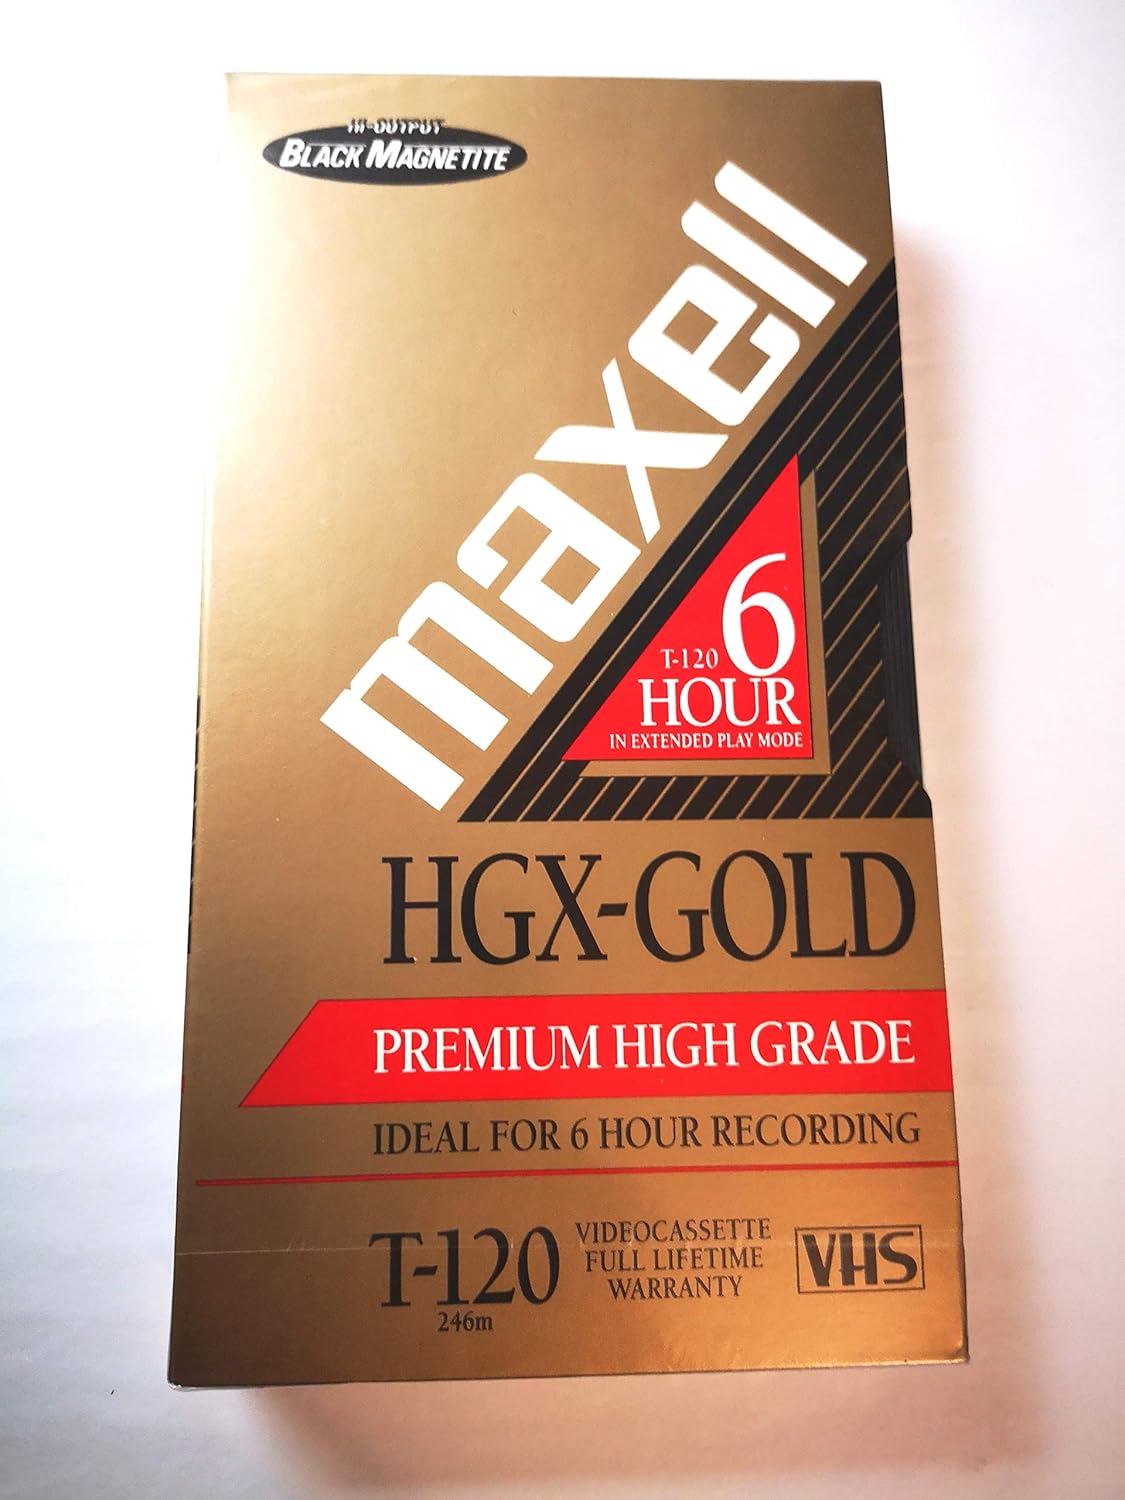 HI-OUTPUT
BLACK MAGNETITE
maxell
T-120 6
HOUR
IN EXTENDED PLAY MODE
HGX-GOLD
PREMIUM HIGH GRADE
IDEAL FOR 6 HOUR RECORDING
T-120
246m
VIDEOCASSETTE
FULL LIFETIME
WARRANTY
VHS